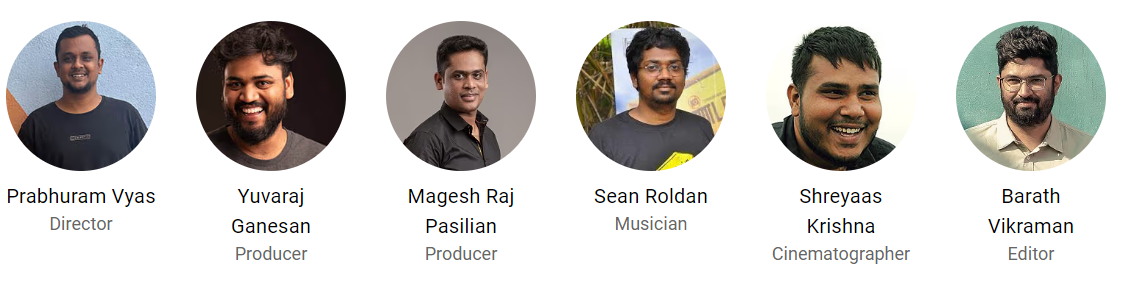 Prabhuram Vyas
Director
Yuvaraj
Ganesan
Producer
Magesh Raj
Pasilian
Producer
Sean Roldan
Musician
Shreyaas
Krishna
Cinematographer
Barath
Vikraman
Editor